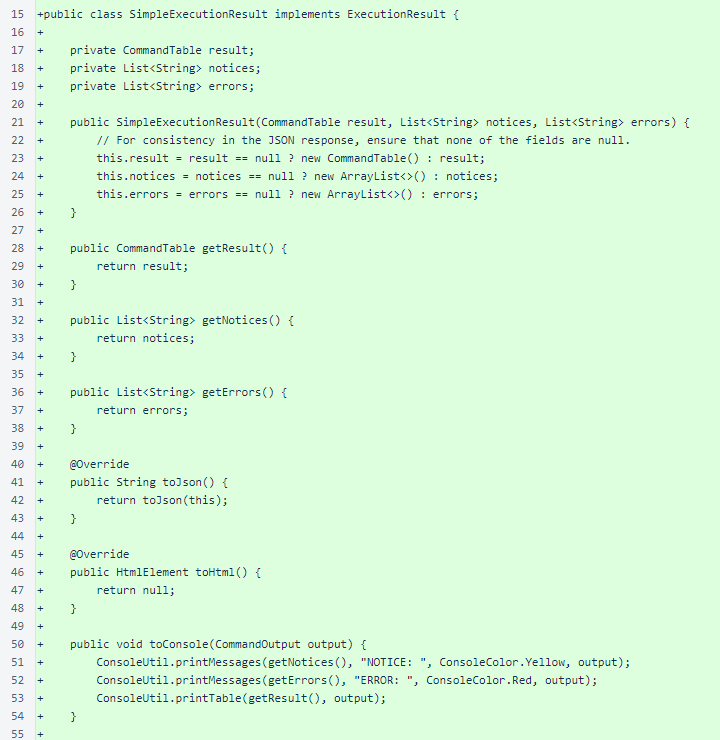 15 +public class SimpleExecutionResult implements ExecutionResult {
16 +
17 +    private CommandTable result;
18 +    private List<String> notices;
19 +    private List<String> errors;
20 +
21 +    public SimpleExecutionResult(CommandTable result, List<String> notices, List<String> errors) {
22 +        // For consistency in the JSON response, ensure that none of the fields are null.
23 +        this.result = result == null ? new CommandTable() : result;
24 +        this.notices = notices == null ? new ArrayList<>() : notices;
25 +        this.errors = errors == null ? new ArrayList<>() : errors;
26 +    }
27 +
28 +    public CommandTable getResult() {
29 +        return result;
30 +    }
31 +
32 +    public List<String> getNotices() {
33 +        return notices;
34 +    }
35 +
36 +    public List<String> getErrors() {
37 +        return errors;
38 +    }
39 +
40 +    @Override
41 +    public String toJson() {
42 +        return toJson(this);
43 +    }
44 +
45 +    @Override
46 +    public HtmlElement toHtml() {
47 +        return null;
48 +    }
49 +
50 +    public void toConsole(CommandOutput output) {
51 +        ConsoleUtil.printMessages(getNotices(), "NOTICE: ", ConsoleColor.Yellow, output);
52 +        ConsoleUtil.printMessages(getErrors(), "ERROR: ", ConsoleColor.Red, output);
53 +        ConsoleUtil.printTable(getResult(), output);
54 +    }
55 +